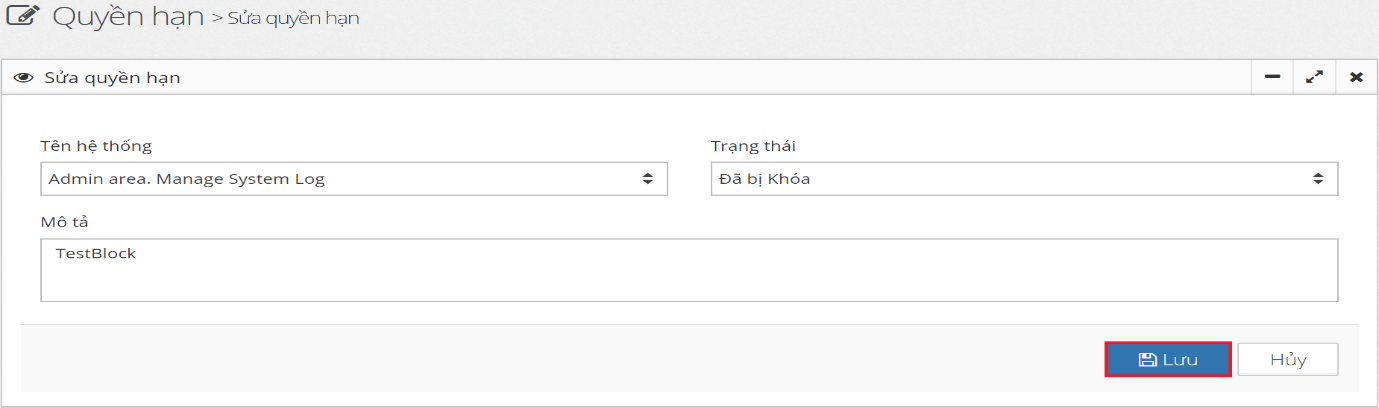 Quyền hạn > Sửa quyền hạn
Sửa quyền hạn
Tên hệ thống
Trạng thái
Admin area. Manage System Log
Đã bị Khóa
Mô tả
TestBlock
Lưu
Hủy